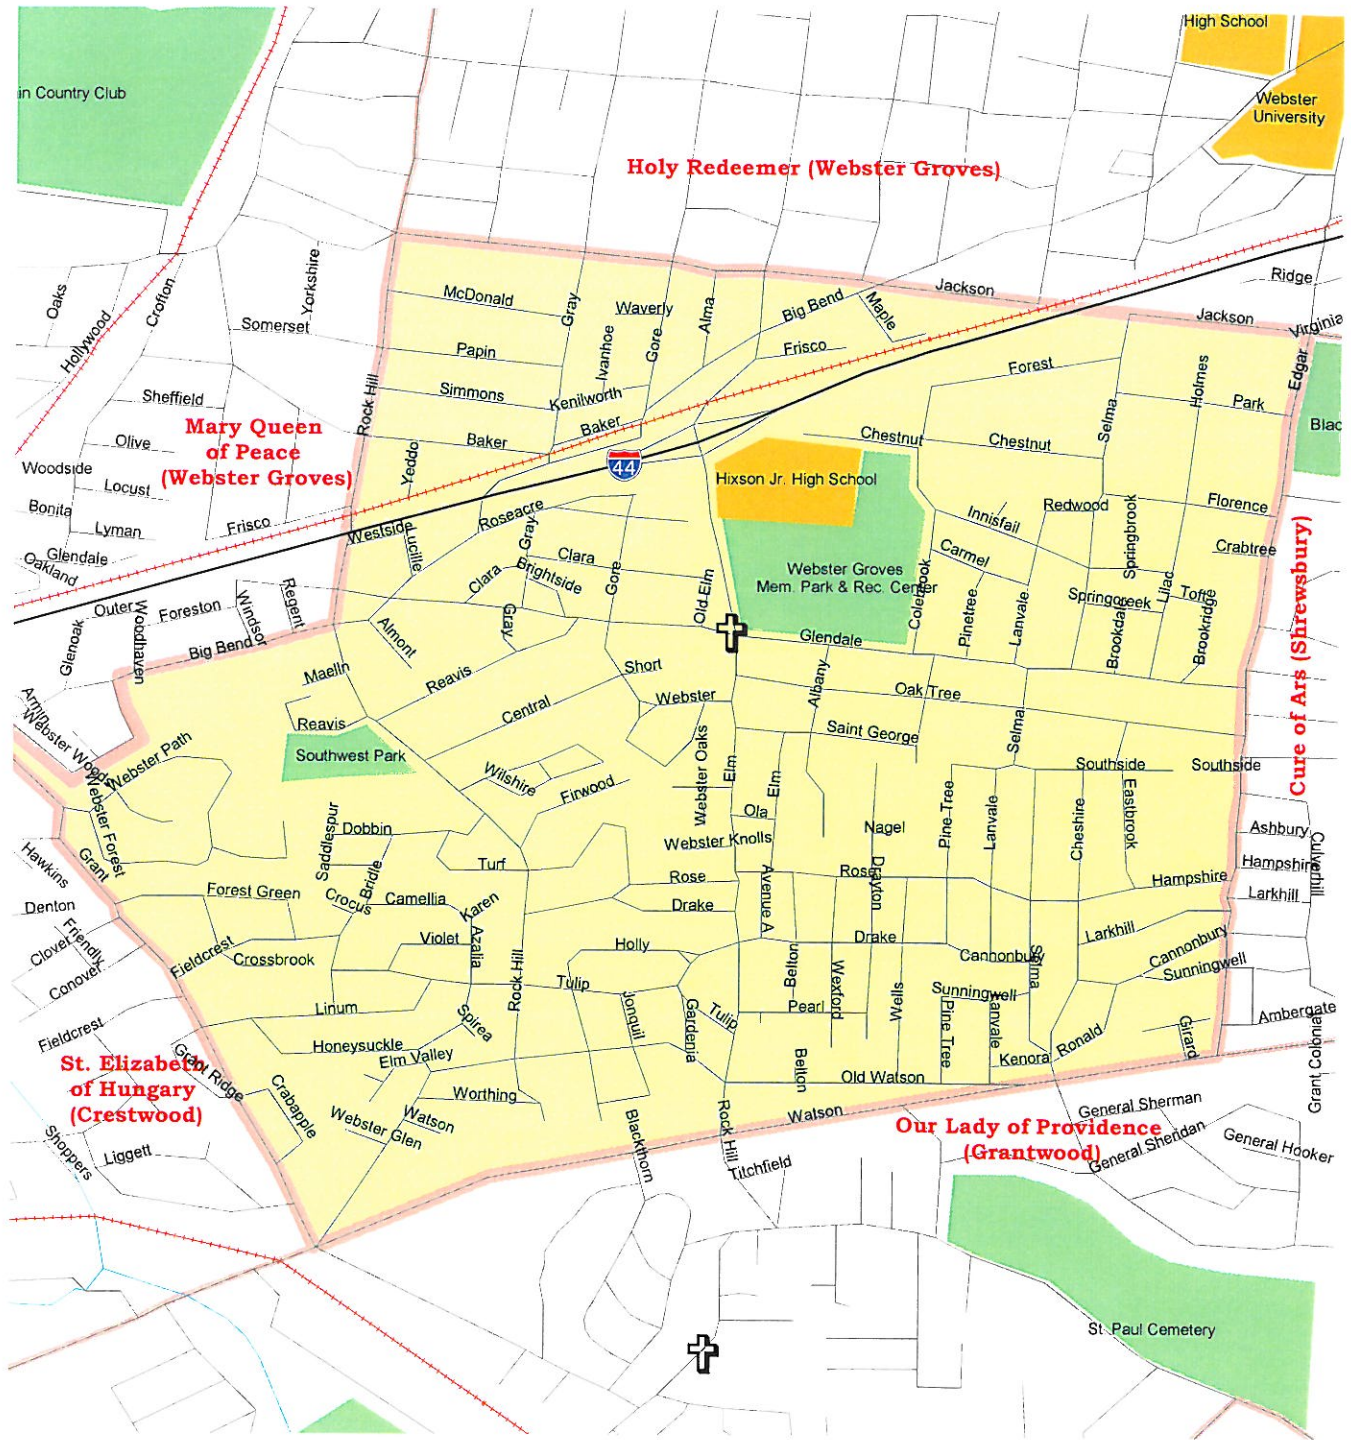 High School
in Country Club
Webster
University
Holy Redeemer (Webster Groves)
Oaks
Hollywood
Croffon
Yorkshire
Somerset
McDonald
Gray
Waverly
Ivanhoe
Gore
Alma
Big Bend
Maple
Jackson
Ridge
Jackson
Virginia
Papin
Frisco
Forest
Holmes
Edgar
Sheffield
Rock Hill
Simmons
Kenilworth
Park
Selma
Mary Queen
of Peace
(Webster Groves)
Olive
Baker
Baker
Chestnut
Chestnut
Blac
Woodside
Locust
Yeddo
44
Hixson Jr. High School
Bonita
Lyman
Frisco
Westside
Lucille
Roseacre
Gray
Innisfail
Redwood
Springbrook
Florence
Glendale
Oakland
Clara
Clara
Brightside
Gore
Carmel
Crabtree
Webster Groves
Mem. Park & Rec. Center
Cure of Ars (Shrewsbury)
Outer
Woodhaven
Foreston
Windsor
Regent
Old Elm
Colebrook
Pinetree
Lanvale
Springcreek
Lilac
Toftre
Glenoak
Big Bend
Almont
Gray
Glendale
Brookdale
Brookridge
Maelln
Reavis
Short
Albany
Armin
Webster Woods
Reavis
Central
Webster
Oak Tree
Selma
Webster Path
Southwest Park
Webster Oaks
Elm
Elm
Saint George
Southside
Southside
Webster Forest
Wilshire
Firwood
Pine Tree
Lanvale
Cheshire
Eastbrook
Saddlespur
Dobbin
Ola
Nagel
Ashbury
Culverhill
Hawkins
Grant
Bridle
Turf
Webster Knolls
Rose
Rose
Drayton
Hampshire
Hampshire
Forest Green
Crocus
Camellia
Karen
Drake
Avenue A
Larkhill
Denton
Friendly
Clover
Conover
Fieldcrest
Crossbrook
Violet
Azalia
Rock Hill
Holly
Drake
Belton
Wexford
Cannonbury
Selma
Larkhill
Cannonbury
Sunningwell
Linum
Tulip
Jonquil
Gardenia
Tulip
Pearl
Wells
Sunningwell
Pine Tree
Lanvale
Ambergate
Fieldcrest
Spirea
Honeysuckle
Elm Valley
Kenora
Ronald
Girard
Grant Colonial
St. Elizabeth
of Hungary
(Crestwood)
Grant Ridge
Crabapple
Worthing
Belton
Old Watson
Webster Glen
Watson
Blackthorn
Rock Hill
Watson
General Sherman
Our Lady of Providence
(Grantwood)
General Sheridan
General Hooker
Shoppers
Liggett
Titchfield
St. Paul Cemetery